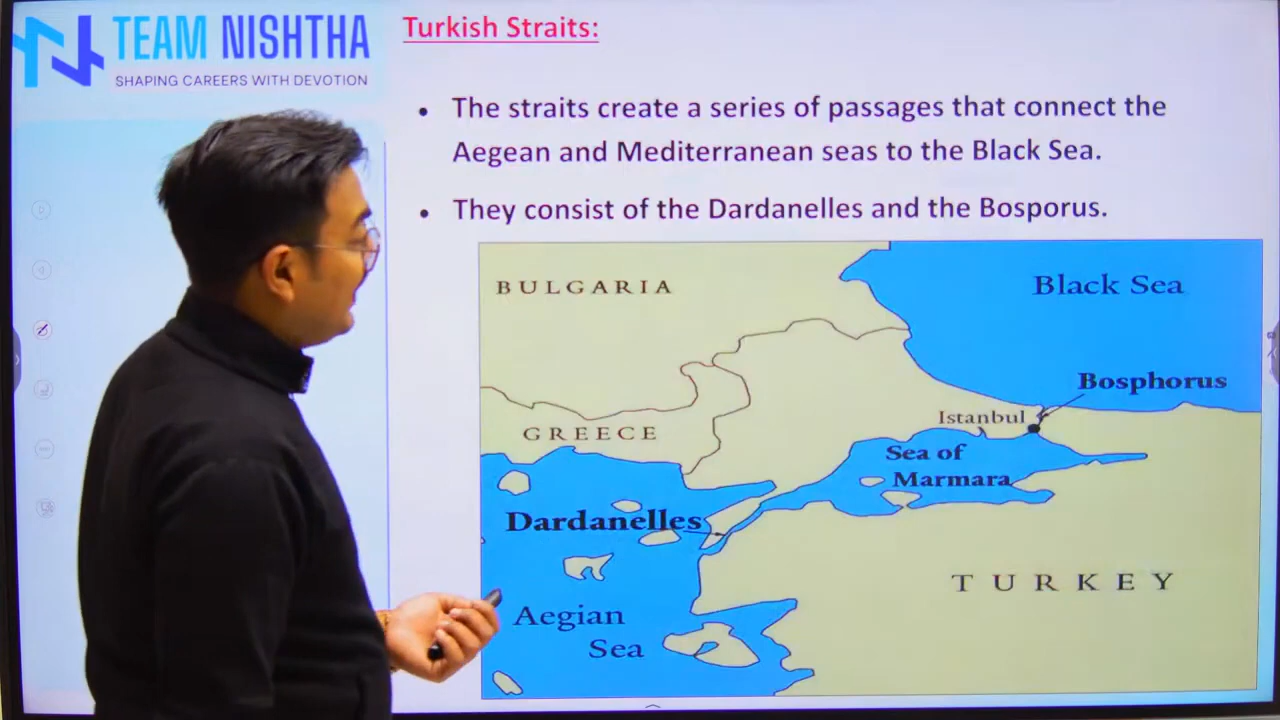 TEAM NISHTHA
SHAPING CAREERS WITH DEVOTION
Turkish Straits:
• The straits create a series of passages that connect the
Aegean and Mediterranean seas to the Black Sea.
• They consist of the Dardanelles and the Bosporus.
BULGARIA
Black Sea
Bosphorus
Istanbul
GREECE
Sea of
Marmara
Dardanelles
TURKEY
Aegian
Sea